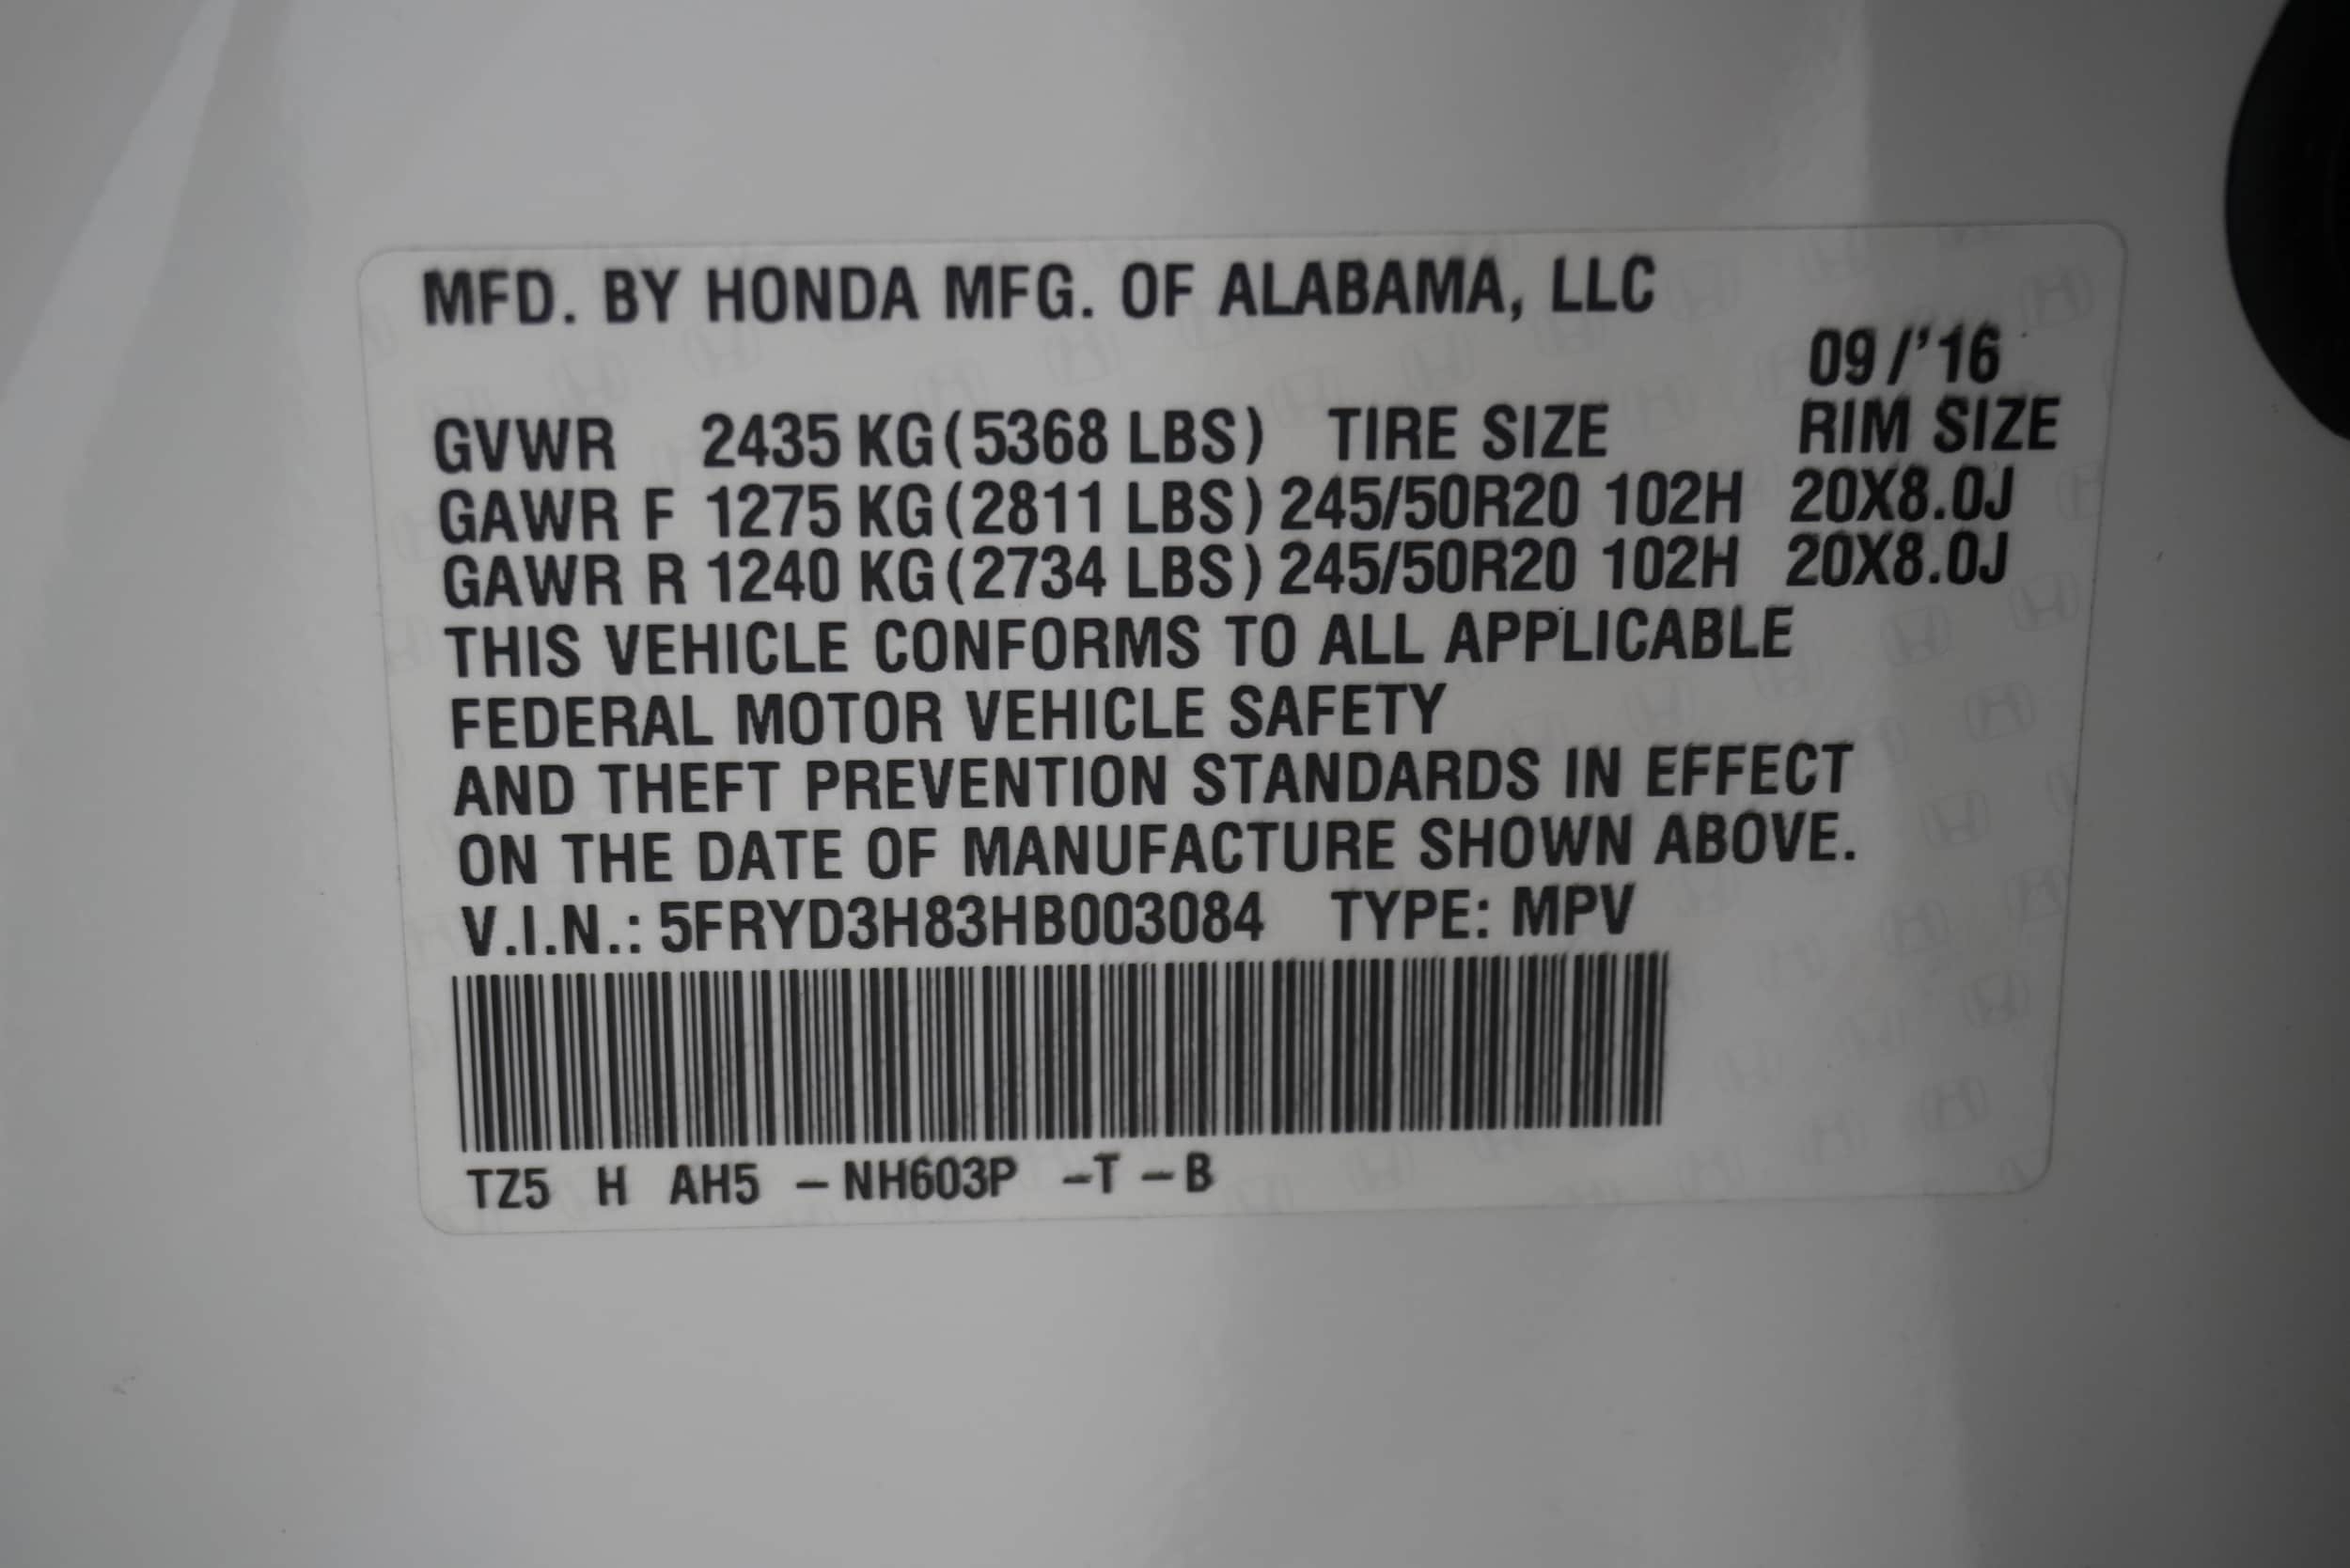 MFD. BY HONDA MFG. OF ALABAMA, LLC
09/'16
GVWR 2435 KG(5368 LBS) TIRE SIZE RIM SIZE
GAWR F 1275 KG(2811 LBS) 245/50R20 102H 20X8.0J
GAWR R 1240 KG(2734 LBS) 245/50R20 102H 20X8.0J
THIS VEHICLE CONFORMS TO ALL APPLICABLE
FEDERAL MOTOR VEHICLE SAFETY
AND THEFT PREVENTION STANDARDS IN EFFECT
ON THE DATE OF MANUFACTURE SHOWN ABOVE.
V.I.N.: 5FRYD3H83HB003084 TYPE: MPV
TZ5 H AH5 –NH603P –T –B